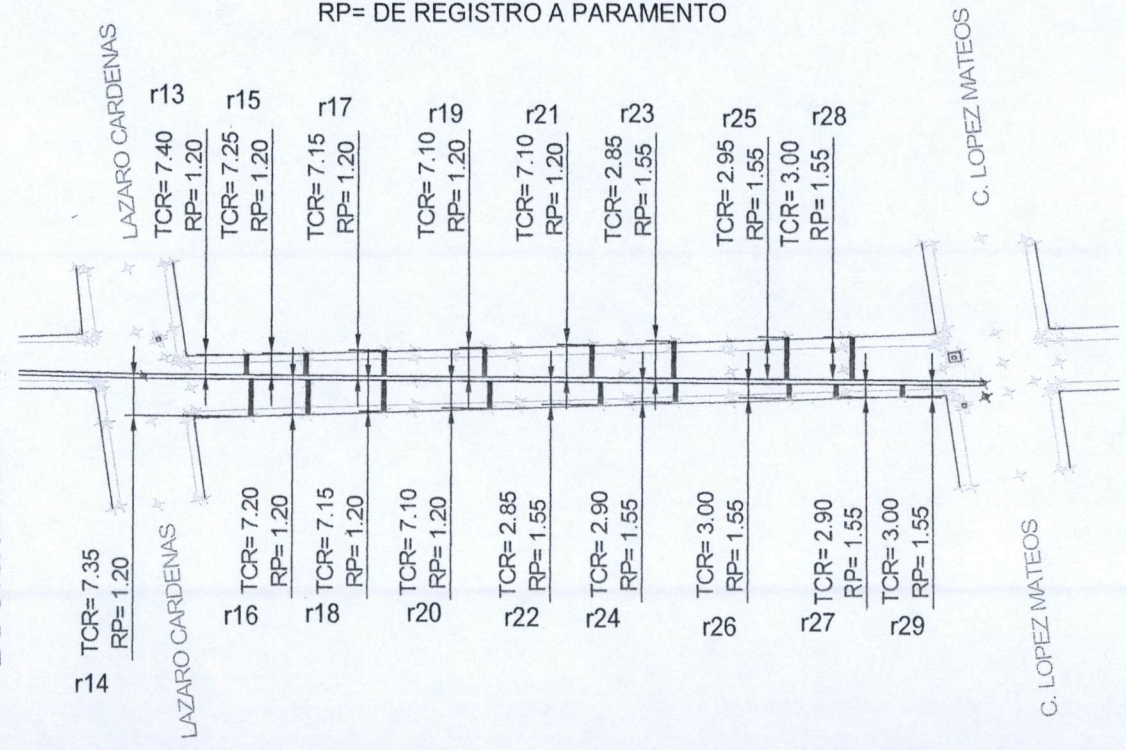 RP= DE REGISTRO A PARAMENTO
LAZARO CARDENAS
C. LOPEZ MATEOS
r13
TCR= 7.40
RP= 1.20
r15
TCR= 7.25
RP= 1.20
r17
TCR= 7.15
RP= 1.20
r19
TCR= 7.10
RP= 1.20
r21
TCR= 7.10
RP= 1.20
r23
TCR= 2.85
RP= 1.55
r25
TCR= 2.95
RP= 1.55
r28
TCR= 3.00
RP= 1.55
TCR= 7.35
RP= 1.20
r14
LAZARO CARDENAS
TCR= 7.20
RP= 1.20
r16
TCR= 7.15
RP= 1.20
r18
TCR= 7.10
RP= 1.20
r20
TCR= 2.85
RP= 1.55
r22
TCR= 2.90
RP= 1.55
r24
TCR= 3.00
RP= 1.55
r26
TCR= 2.90
RP= 1.55
r27
TCR= 3.00
RP= 1.55
r29
C. LOPEZ MATEOS